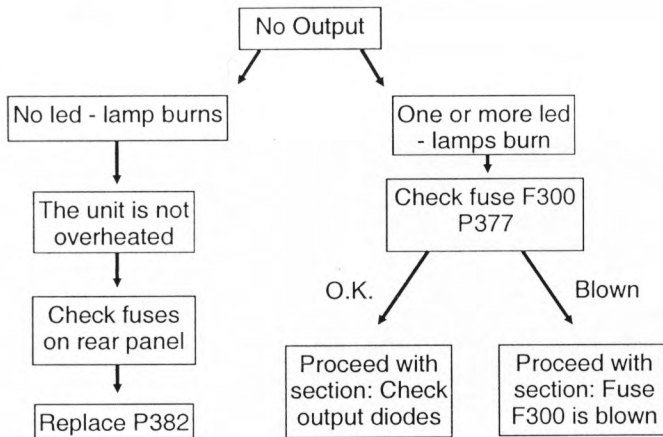 No Output
No led - lamp burns
The unit is not
overheated
Check fuses
on rear panel
Replace P382
One or more led
- lamps burn
Check fuse F300
P377
O.K.
Blown
Proceed with
section: Check
output diodes
Proceed with
section: Fuse
F300 is blown